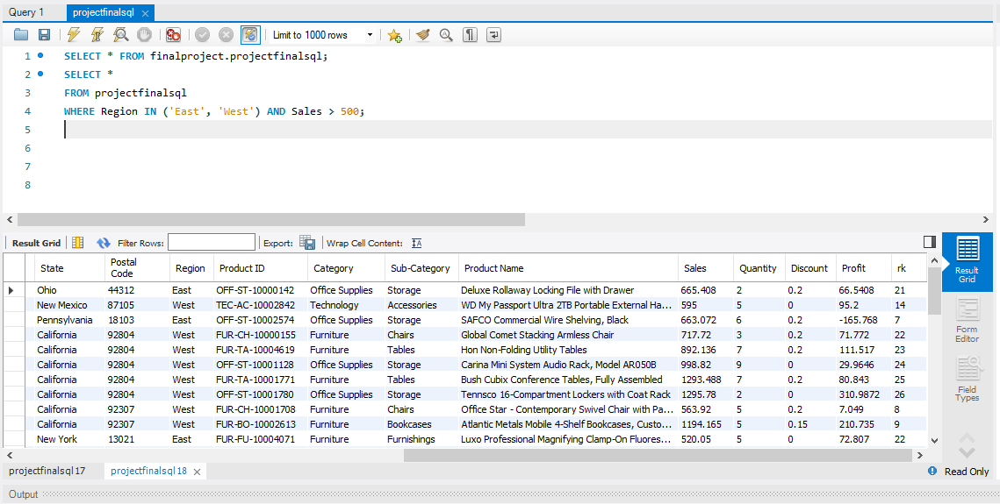 Query 1 projectfinalsql
Limit to 1000 rows
1 SELECT * FROM finalproject.projectfinalsql;
2 SELECT *
3 FROM projectfinalsql
4 WHERE Region IN ('East', 'West') AND Sales > 500;
5
6
7
8
Result Grid Filter Rows: Export: Wrap Cell Content: IA
State Postal Code Region Product ID Category Sub-Category Product Name Sales Quantity Discount Profit rk
Ohio 44312 East OFF-ST-10000142 Office Supplies Storage Deluxe Rollaway Locking File with Drawer 665.408 2 0.2 66.5408 21
New Mexico 87105 West TEC-AC-10002842 Technology Accessories WD My Passport Ultra 2TB Portable External Ha... 595 5 0 95.2 14
Pennsylvania 18103 East OFF-ST-10002574 Office Supplies Storage SAFCO Commercial Wire Shelving, Black 663.072 6 0.2 -165.768 7
California 92804 West FUR-CH-10000155 Furniture Chairs Global Comet Stacking Armless Chair 717.72 3 0.2 71.772 22
California 92804 West FUR-TA-10004619 Furniture Tables Hon Non-Folding Utility Tables 892.136 7 0.2 111.517 23
California 92804 West OFF-ST-10001128 Office Supplies Storage Carina Mini System Audio Rack, Model AR050B 998.82 9 0 29.9646 24
California 92804 West FUR-TA-10001771 Furniture Tables Bush Cubix Conference Tables, Fully Assembled 1293.488 7 0.2 80.843 25
California 92804 West OFF-ST-10001780 Office Supplies Storage Tennsco 16-Compartment Lockers with Coat Rack 1295.78 2 0 310.9872 26
California 92307 West FUR-CH-10001708 Furniture Chairs Office Star - Contemporary Swivel Chair with Pa... 563.92 5 0.2 7.049 8
California 92307 West FUR-BO-10002613 Furniture Bookcases Atlantic Metals Mobile 4-Shelf Bookcases, Custo... 1194.165 5 0.15 210.735 9
New York 13021 East FUR-FU-10004071 Furniture Furnishings Luxo Professional Magnifying Clamp-On Fluores... 520.05 5 0 72.807 22
Result Grid
Form Editor
Field Types
projectfinalsql17 projectfinalsql18 Read Only
Output